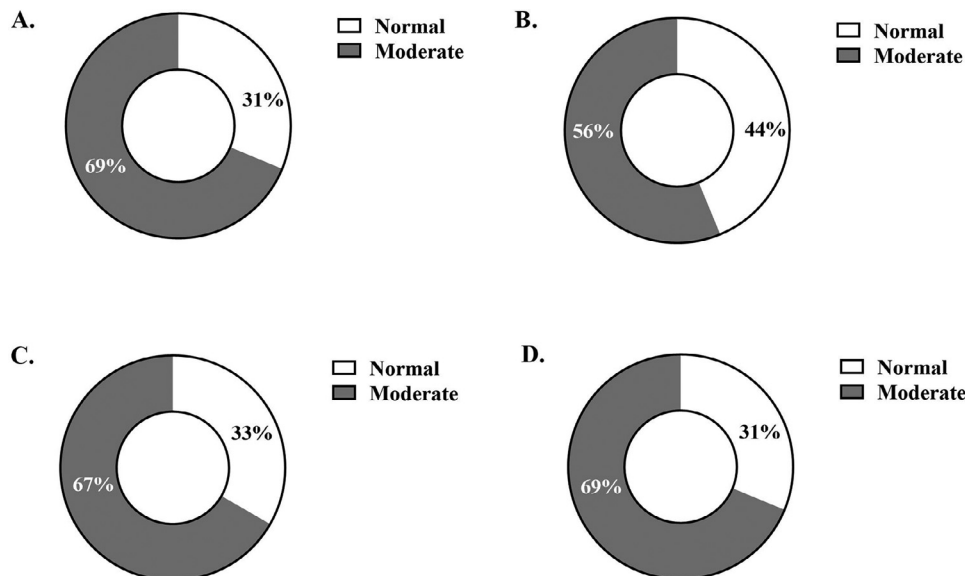 A.
Normal
Moderate
31%
69%
B.
Normal
Moderate
56%
44%
C.
Normal
Moderate
33%
67%
D.
Normal
Moderate
31%
69%